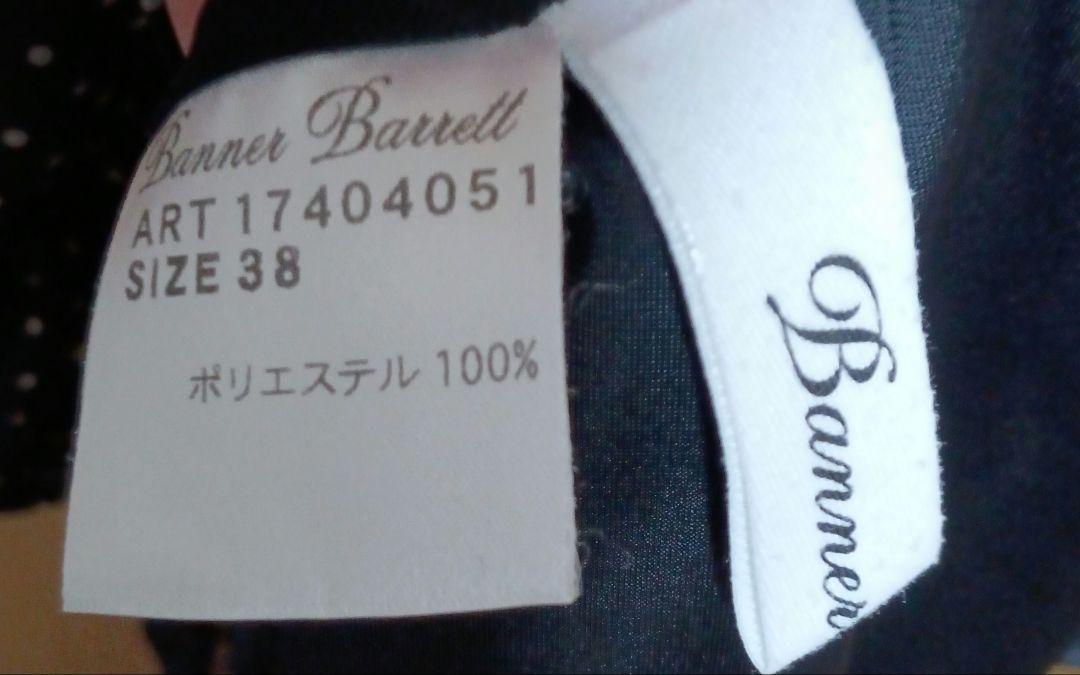 Banner Barrett
ART 17404051
SIZE 38
ポリエステル 100%
Banner